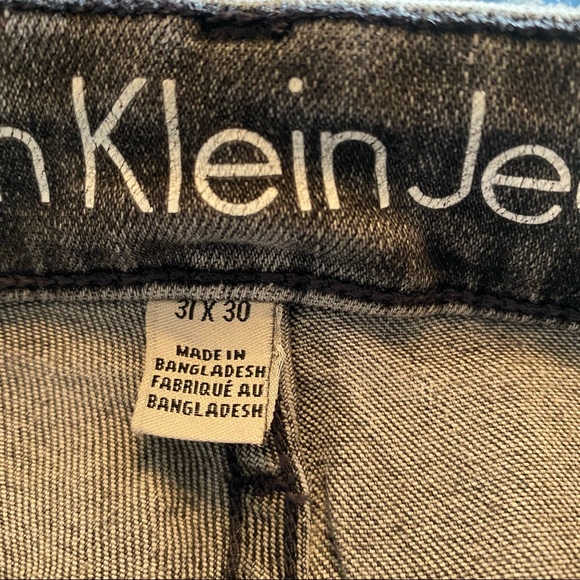 n Klein Je
31 X 30
MADE IN
BANGLADESH
FABRIQUÉ AU
BANGLADESH